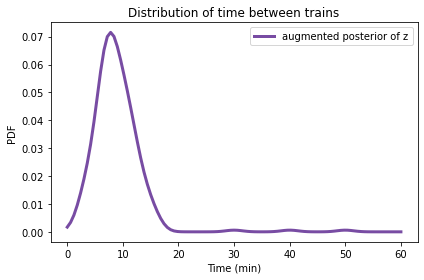 Distribution of time between trains
augmented posterior of z
PDF
0.07
0.06
0.05
0.04
0.03
0.02
0.01
0.00
0 10 20 30 40 50 60
Time (min)